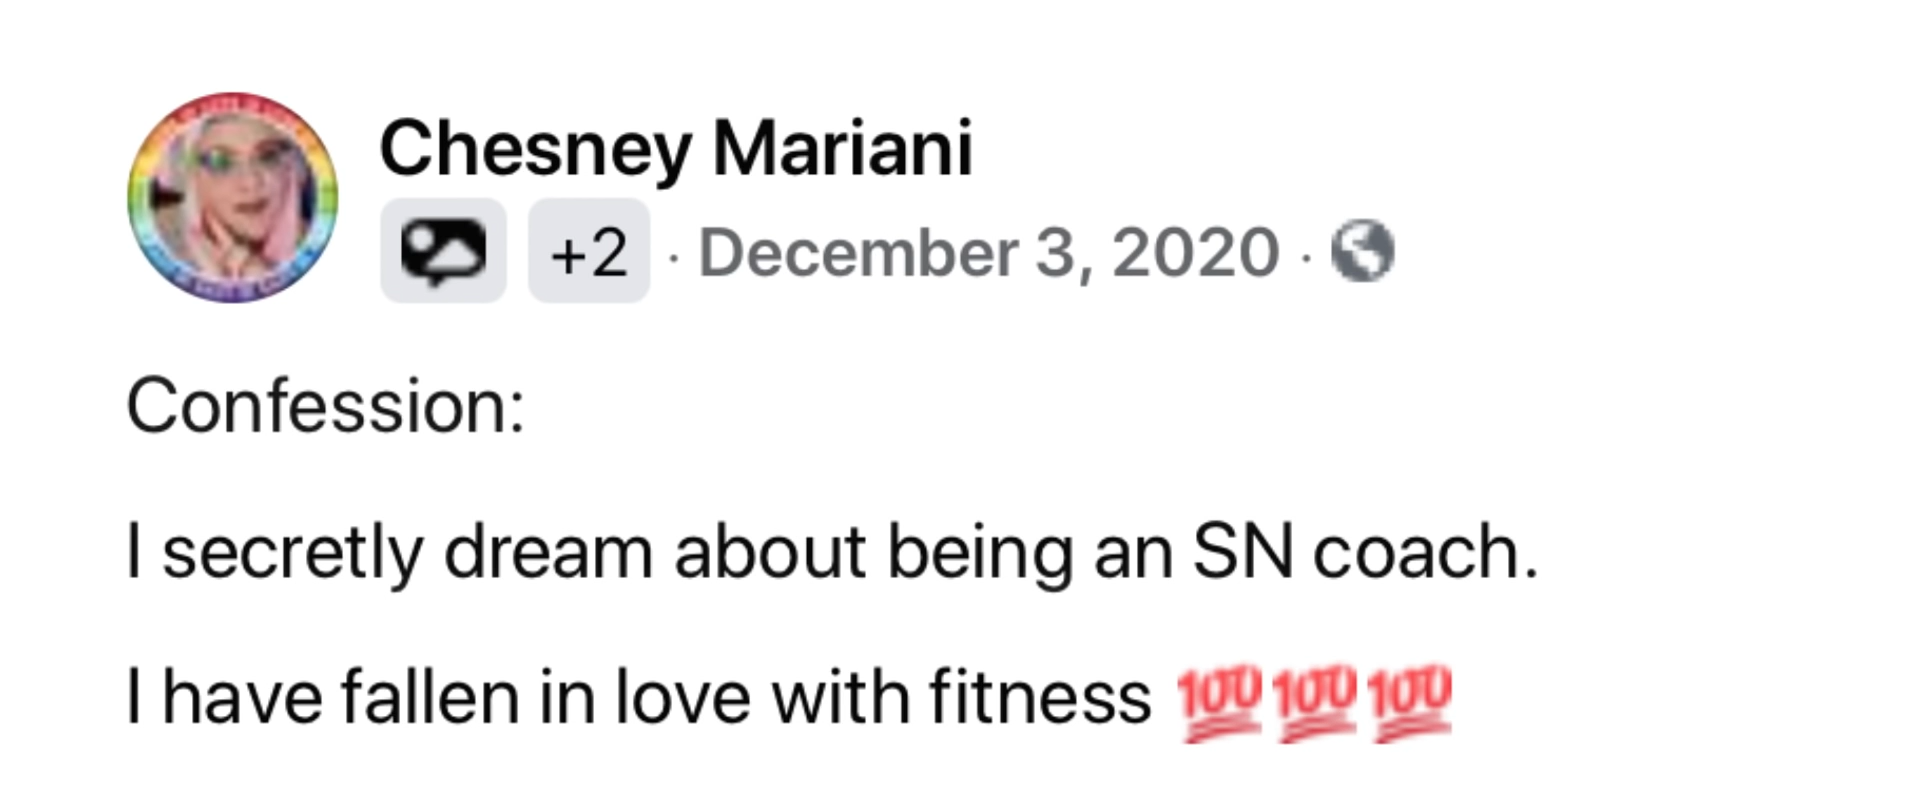 Chesney Mariani
+2 · December 3, 2020 ·
Confession:
I secretly dream about being an SN coach.
I have fallen in love with fitness 💯💯💯